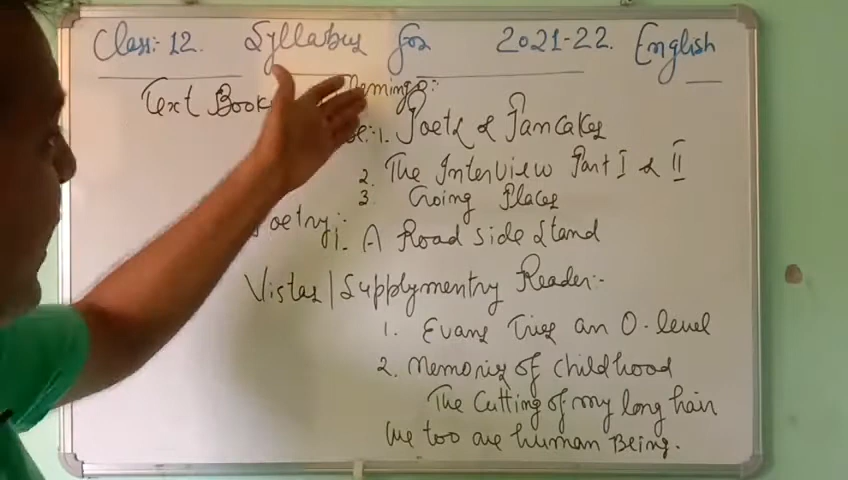 Class:- 12. Syllabus for 2021-22. English
Text Book
1. Poets & Pancakes
2. The Interview Part I & II
3. Going Places
Poetry:-
1. A Road side Stand
Vistas | Supplymentry Reader:-
1. Evans Tries an O-level
2. Memories of Childhood
The Cutting of my long hair
We too are human Being.